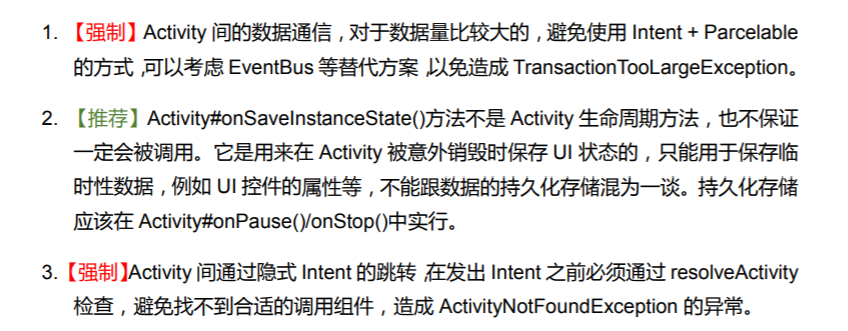 1. 【强制】Activity 间的数据通信，对于数据量比较大的，避免使用 Intent + Parcelable
的方式，可以考虑 EventBus 等替代方案，以免造成 TransactionTooLargeException。
2. 【推荐】Activity#onSaveInstanceState()方法不是 Activity 生命周期方法，也不保证
一定会被调用。它是用来在 Activity 被意外销毁时保存 UI 状态的，只能用于保存临
时性数据，例如 UI 控件的属性等，不能跟数据的持久化存储混为一谈。持久化存储
应该在 Activity#onPause()/onStop()中实行。
3.【强制】Activity 间通过隐式 Intent 的跳转，在发出 Intent 之前必须通过 resolveActivity
检查，避免找不到合适的调用组件，造成 ActivityNotFoundException 的异常。